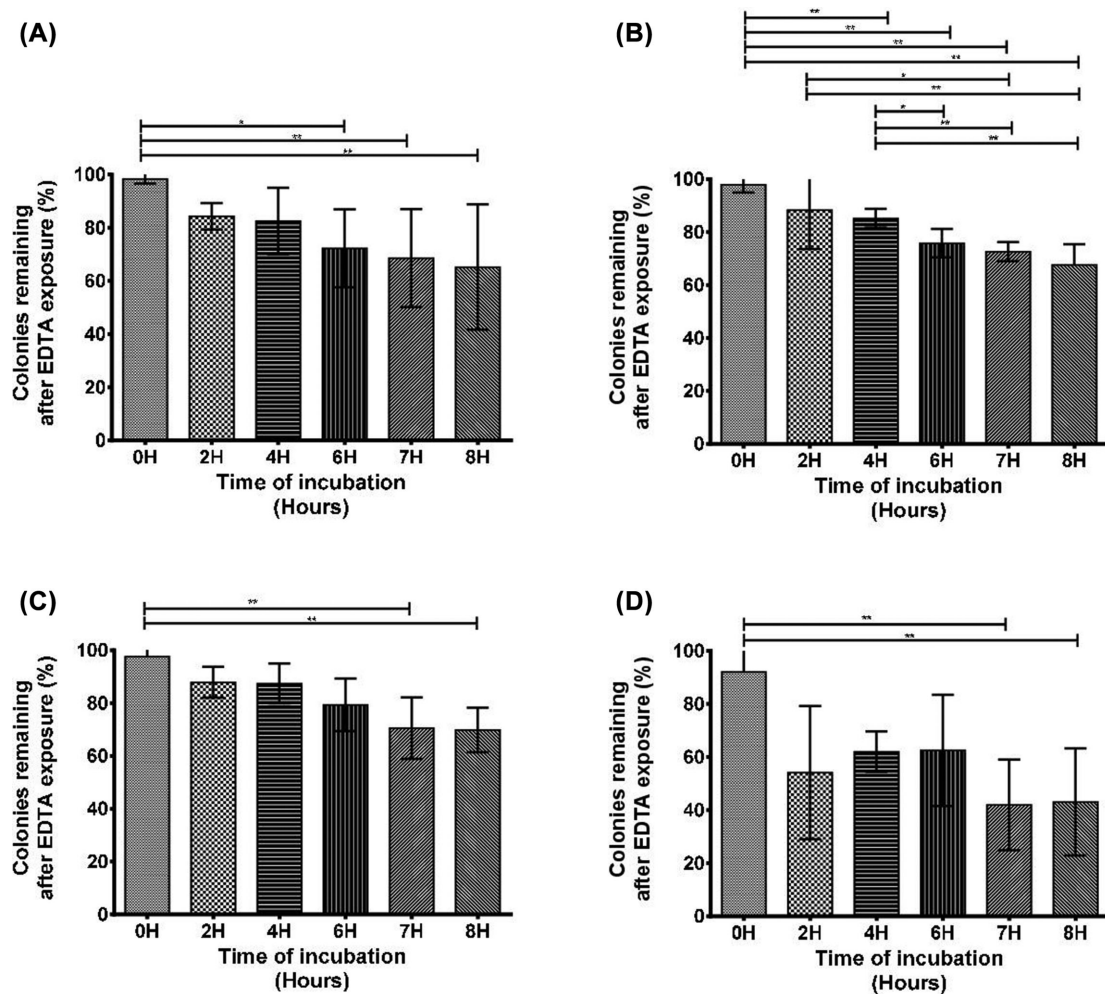 (A)
*
**
**
100
80
60
40
20
0
Colonies remaining
after EDTA exposure (%)
0H 2H 4H 6H 7H 8H
Time of incubation
(Hours)
(B)
**
**
**
**
*
**
*
**
**
100
80
60
40
20
0
Colonies remaining
after EDTA exposure (%)
0H 2H 4H 6H 7H 8H
Time of incubation
(Hours)
(C)
**
**
100
80
60
40
20
0
Colonies remaining
after EDTA exposure (%)
0H 2H 4H 6H 7H 8H
Time of incubation
(Hours)
(D)
**
**
100
80
60
40
20
0
Colonies remaining
after EDTA exposure (%)
0H 2H 4H 6H 7H 8H
Time of incubation
(Hours)